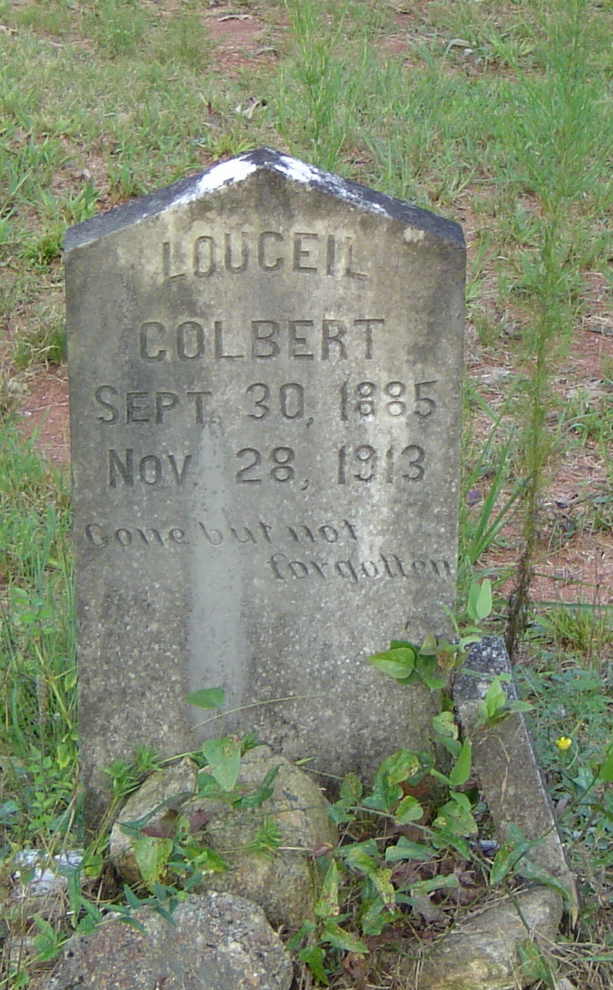 LOUCEIL
COLBERT
SEPT. 30, 1885
NOV. 28, 1913
Gone but not
forgotten